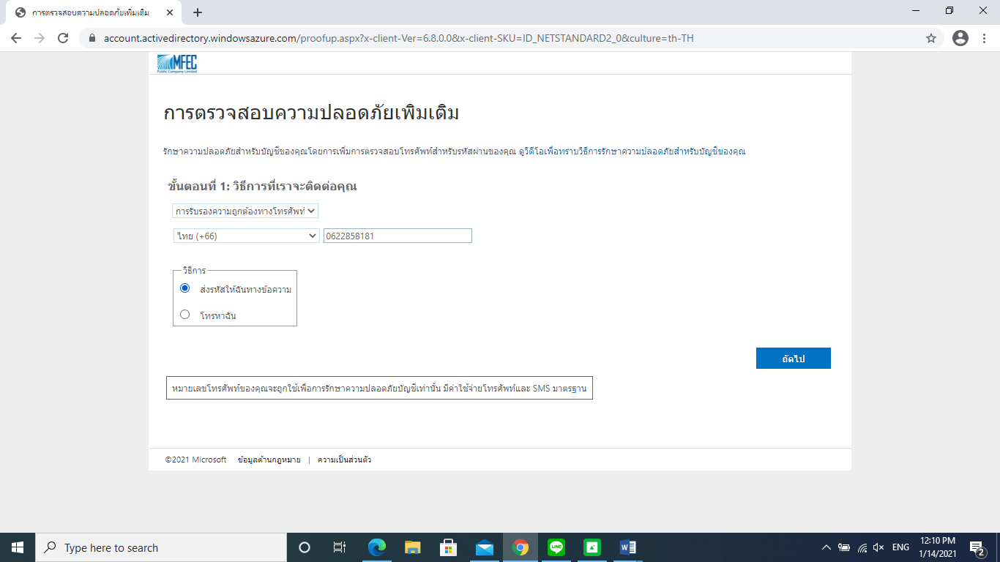 การตรวจสอบความปลอดภัยเพิ่มเติม
account.activedirectory.windowsazure.com/proofup.aspx?x-client-Ver=6.8.0.0&x-client-SKU=ID_NETSTANDARD2_0&culture=th-TH
MFEC
Public Company Limited
การตรวจสอบความปลอดภัยเพิ่มเติม
รักษาความปลอดภัยสำหรับบัญชีของคุณโดยการเพิ่มการตรวจสอบโทรศัพท์สำหรับรหัสผ่านของคุณ ดูวิดีโอเพื่อทราบวิธีการรักษาความปลอดภัยสำหรับบัญชีของคุณ
ขั้นตอนที่ 1: วิธีการที่เราจะติดต่อคุณ
การรับรองความถูกต้องทางโทรศัพท์
ไทย (+66) 0622858181
วิธีการ
ส่งรหัสให้ฉันทางข้อความ
โทรหาฉัน
ถัดไป
หมายเลขโทรศัพท์ของคุณจะถูกใช้เพื่อการรักษาความปลอดภัยบัญชีเท่านั้น มีค่าใช้จ่ายโทรศัพท์และ SMS มาตรฐาน
©2021 Microsoft ข้อมูลด้านกฎหมาย | ความเป็นส่วนตัว
Type here to search
LINE
ENG
12:10 PM
1/14/2021
2